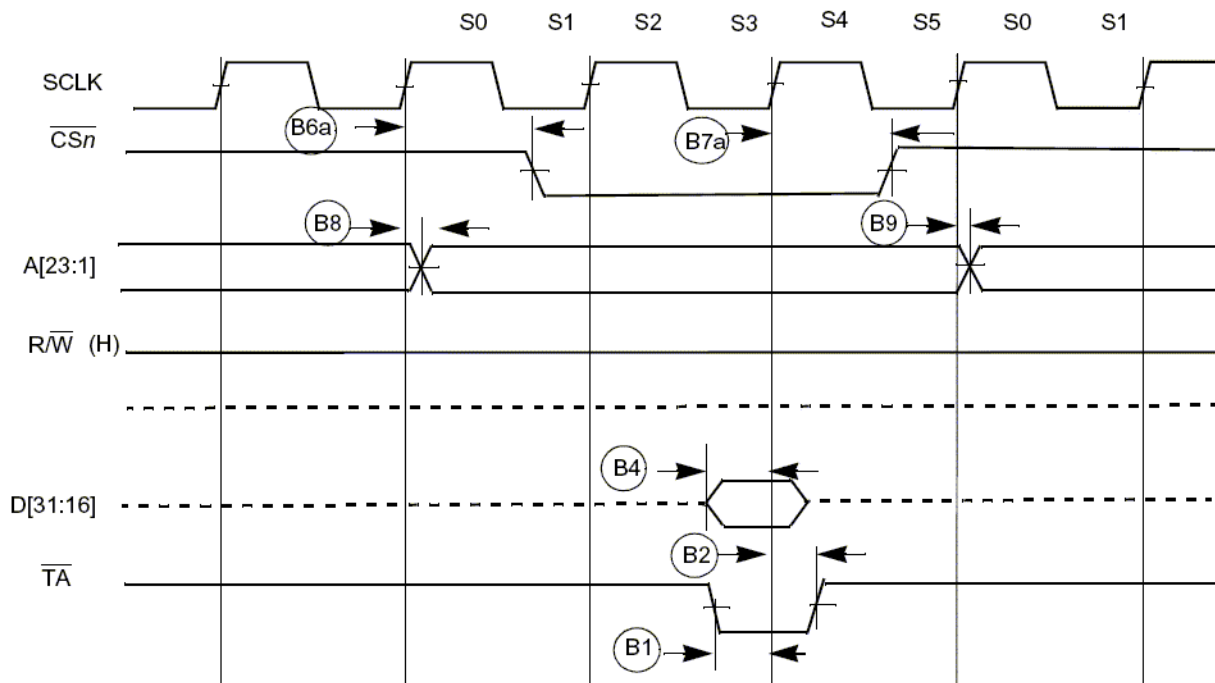 S0 S1 S2 S3 S4 S5 S0 S1
SCLK
CSn
B6a B7a
B8 B9
A[23:1]
R/W (H)
B4
D[31:16]
B2
TA
B1